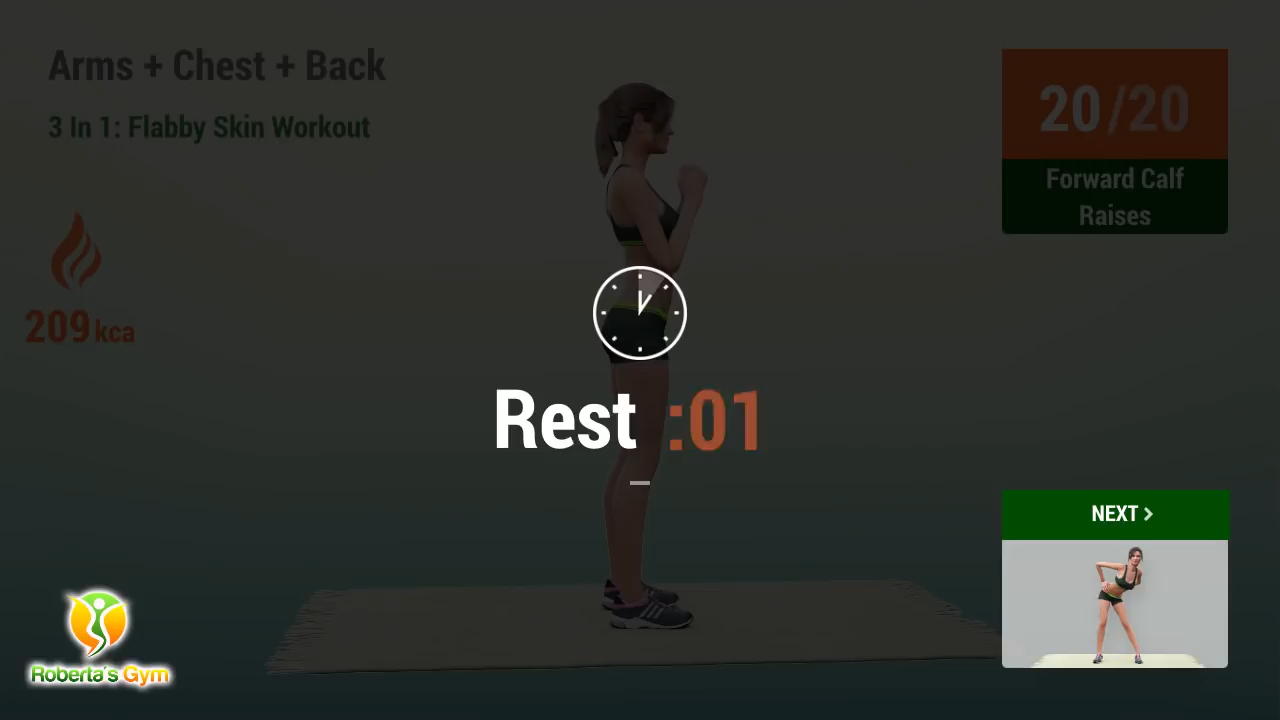 Arms + Chest + Back
3 In 1: Flabby Skin Workout
20/20
Forward Calf
Raises
209 kca
Rest :01
NEXT >
Roberta's Gym